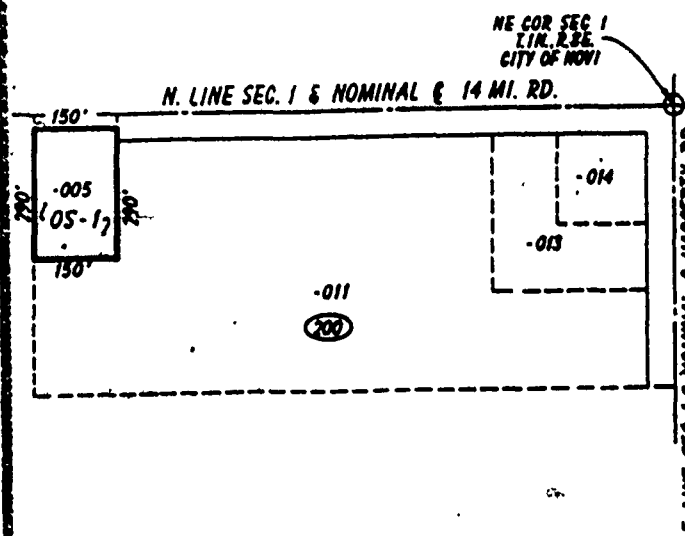 NE COR SEC 1
T.1N., R.8E.
CITY OF NOVI
N. LINE SEC. 1 & NOMINAL ℄ 14 MI. RD.
150'
-005
290'
OS-1
290'
150'
-014
-013
-011
200